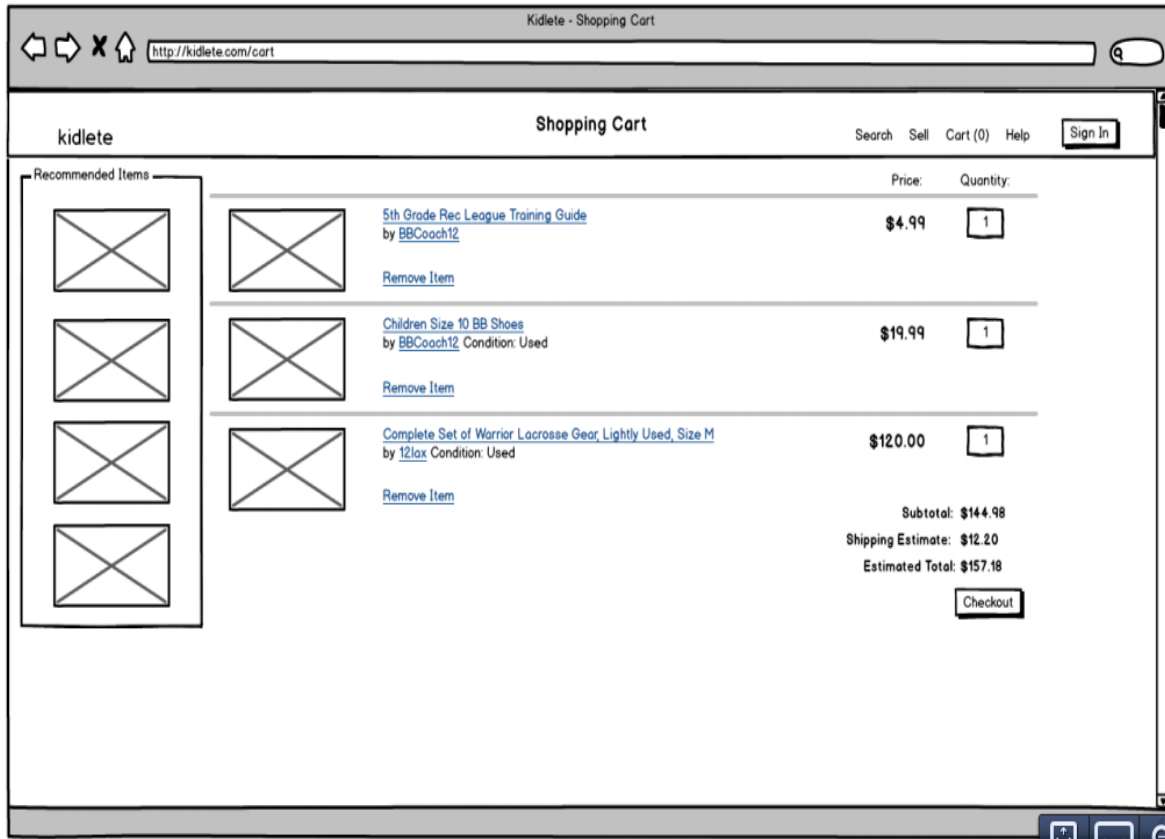 Kidlete - Shopping Cart
http://kidlete.com/cart
kidlete
Shopping Cart
Search Sell Cart (0) Help Sign In
Recommended Items
Price: Quantity:
5th Grade Rec League Training Guide
by BBCoach12
Remove Item
$4.99 1
Children Size 10 BB Shoes
by BBCoach12 Condition: Used
Remove Item
$19.99 1
Complete Set of Warrior Lacrosse Gear, Lightly Used, Size M
by 12lax Condition: Used
Remove Item
$120.00 1
Subtotal: $144.98
Shipping Estimate: $12.20
Estimated Total: $157.18
Checkout